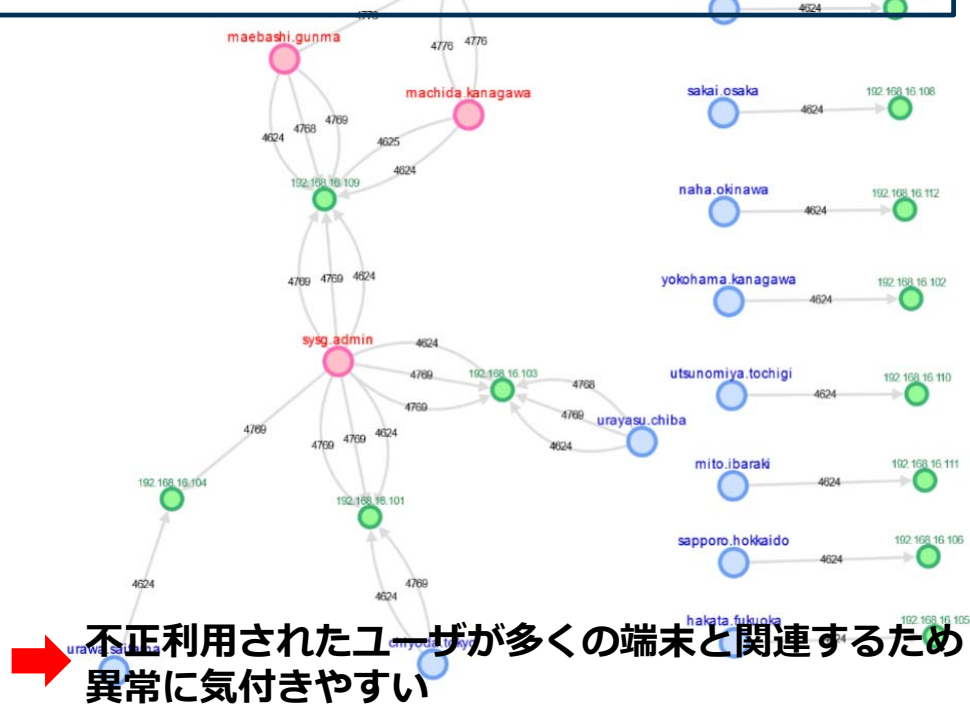 4776
4624
maebashi.gunma
4776
4776
machida.kanagawa
4624
4768
4769
4625
4624
192.168.16.109
4769
4769
4624
sysg.admin
4624
4769
4769
192.168.16.103
4768
4769
4624
urayasu.chiba
4769
4769
4769
4624
192.168.16.104
192.168.16.101
4624
4624
4769
urawa.saitama
chiyoda.tokyo
sakai.osaka
4624
192.168.16.108
naha.okinawa
4624
192.168.16.112
yokohama.kanagawa
4624
192.168.16.102
utsunomiya.tochigi
4624
192.168.16.110
mito.ibaraki
4624
192.168.16.111
sapporo.hokkaido
4624
192.168.16.106
hakata.fukuoka
192.168.16.105
不正利用されたユーザが多くの端末と関連するため
異常に気付きやすい